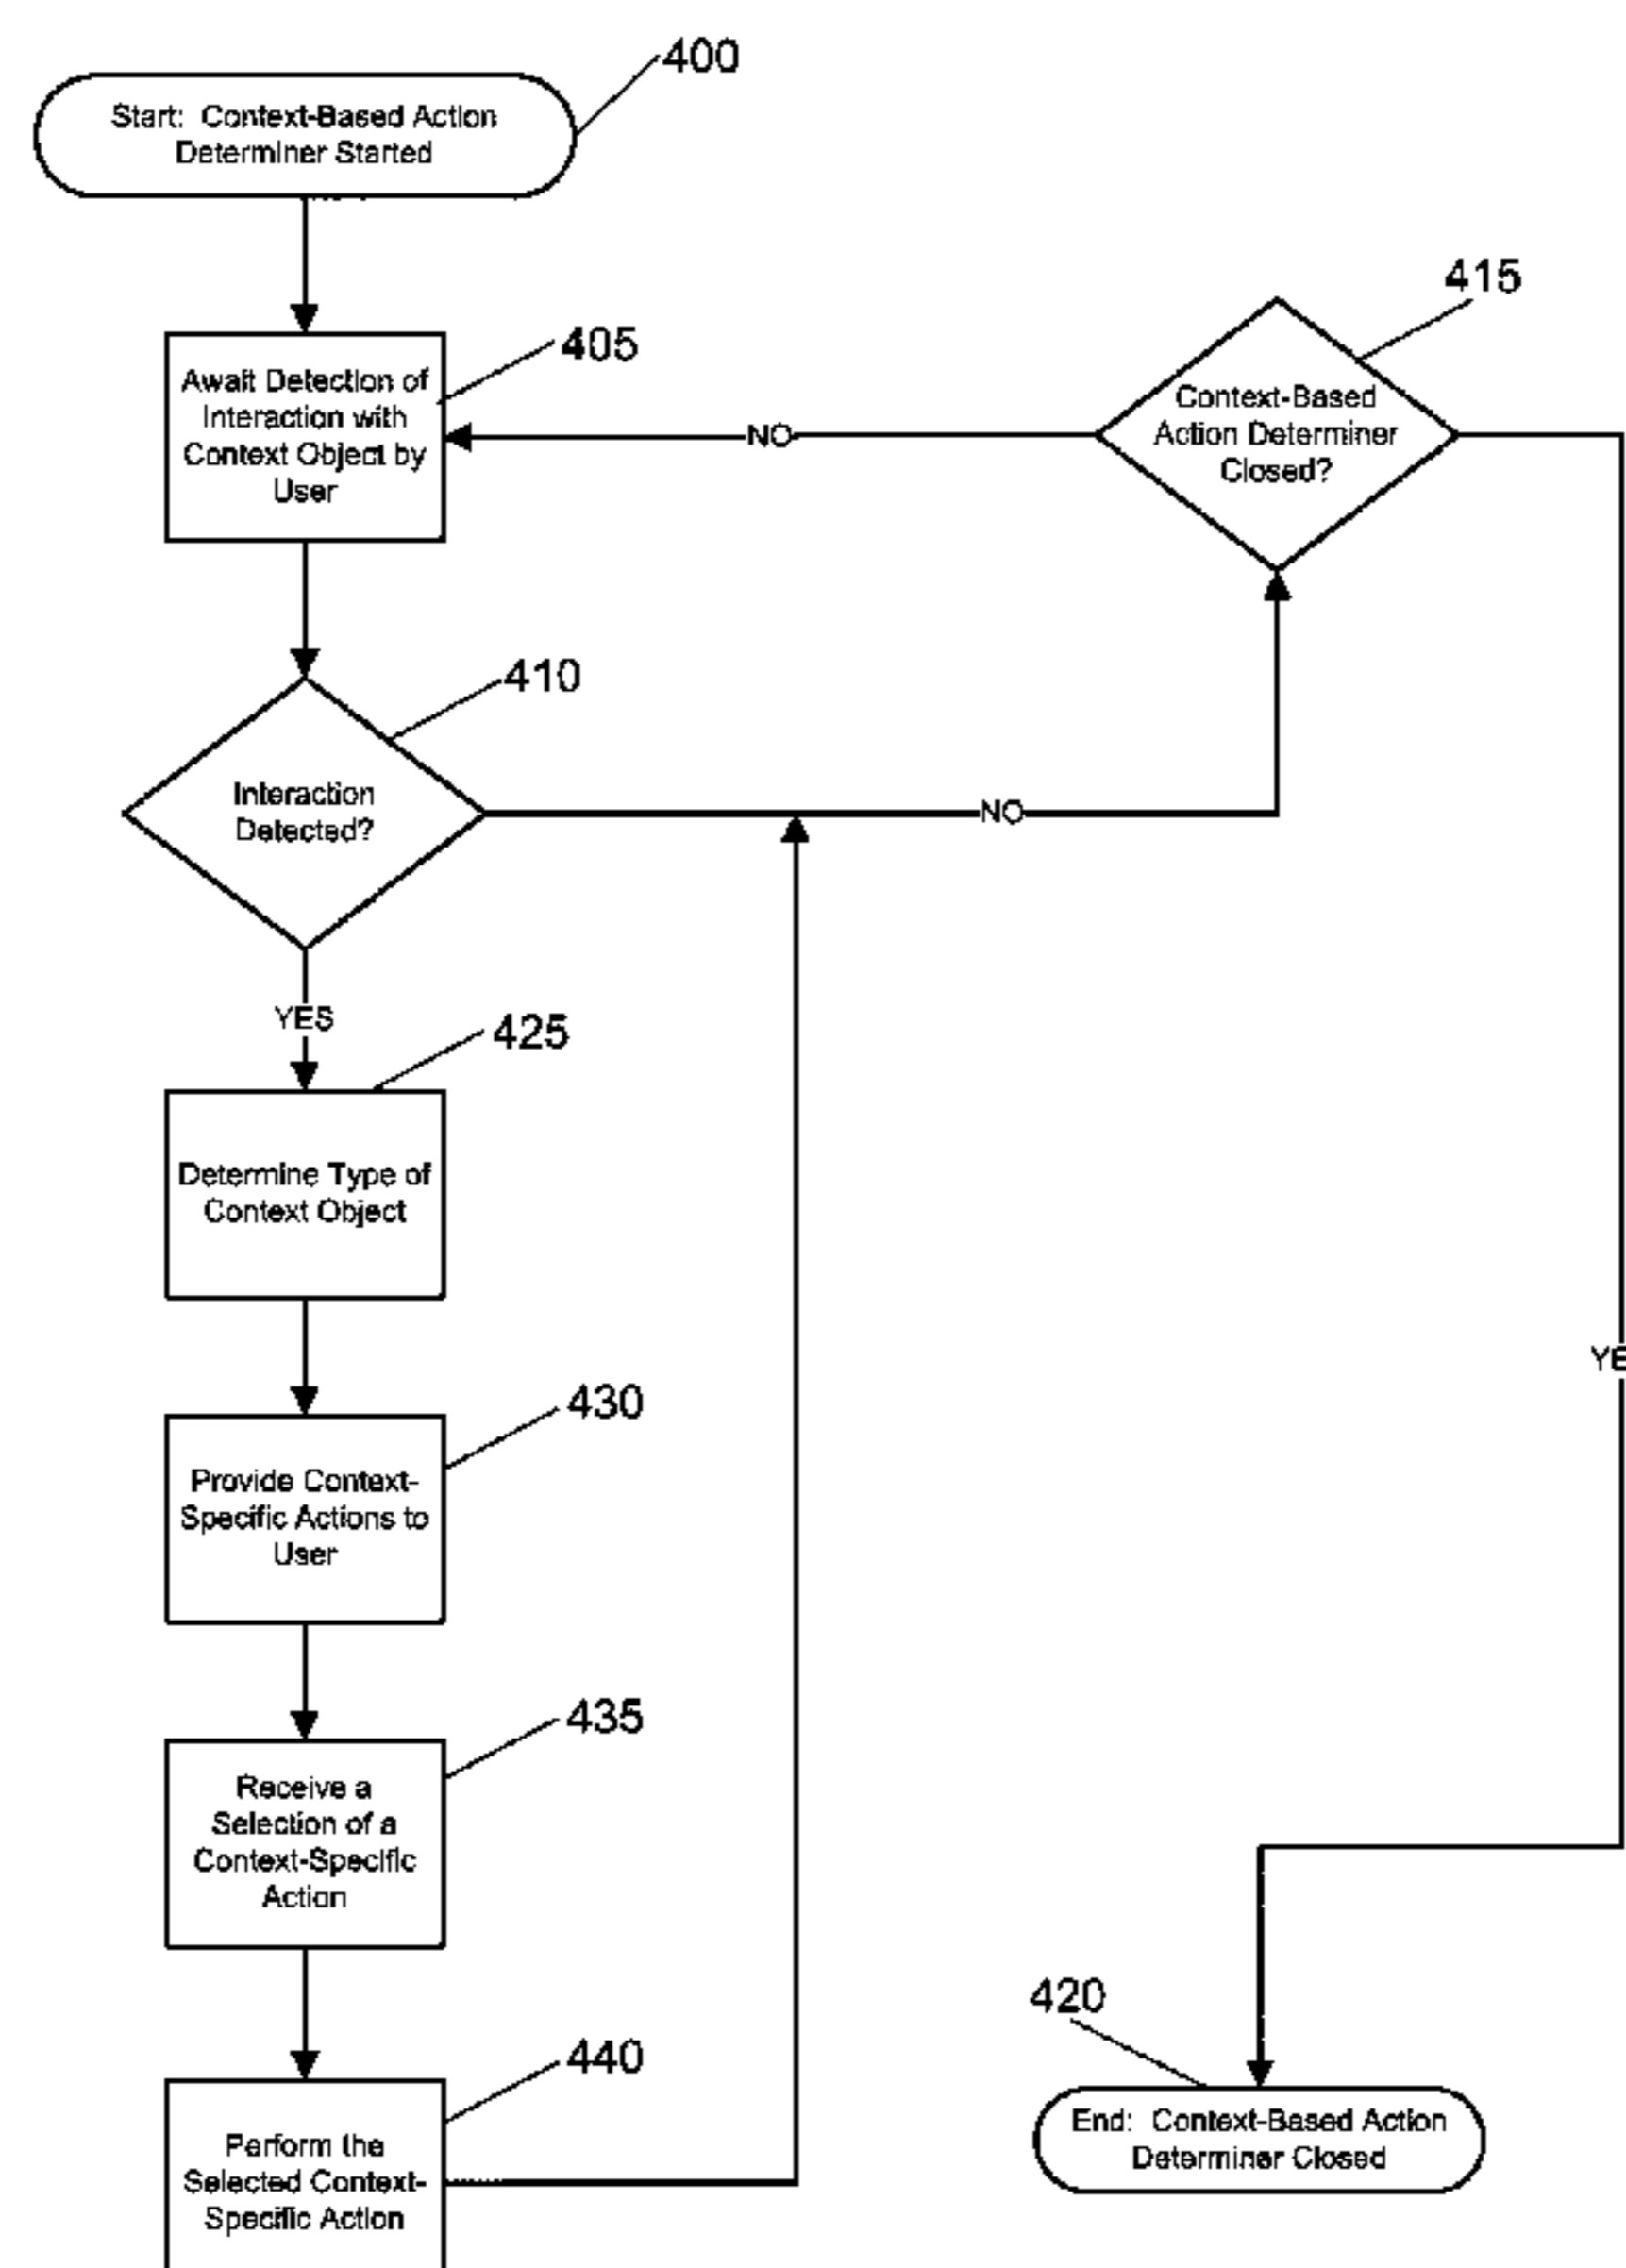 400
Start: Context-Based Action
Determiner Started
415
405
Await Detection of
Interaction with
Context Object by
User
NO
Context-Based
Action Determiner
Closed?
410
Interaction
Detected?
NO
YES
425
Determine Type of
Context Object
YE
430
Provide Context-
Specific Actions to
User
435
Receive a
Selection of a
Context-Specific
Action
420
440
End: Context-Based Action
Determiner Closed
Perform the
Selected Context-
Specific Action